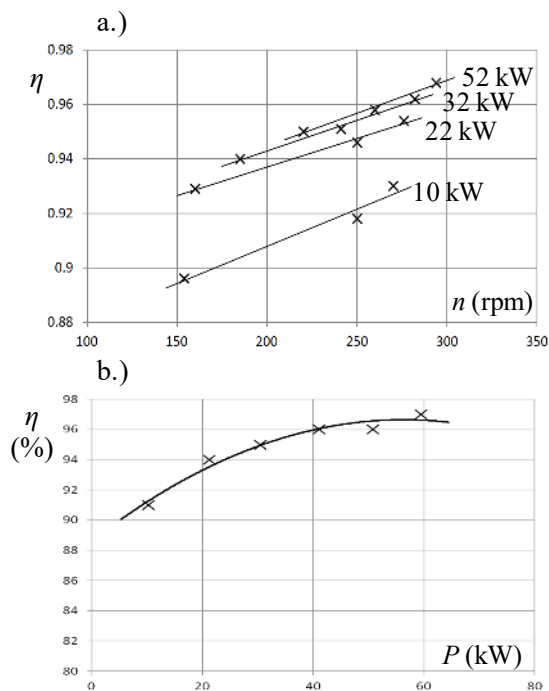 a.)
0.98
η
52 kW
0.96
32 kW
22 kW
0.94
10 kW
0.92
0.9
n (rpm)
0.88
100 150 200 250 300 350
b.)
98
η
(%)
96
94
92
90
88
86
84
82
P (kW)
80
0 20 40 60 80